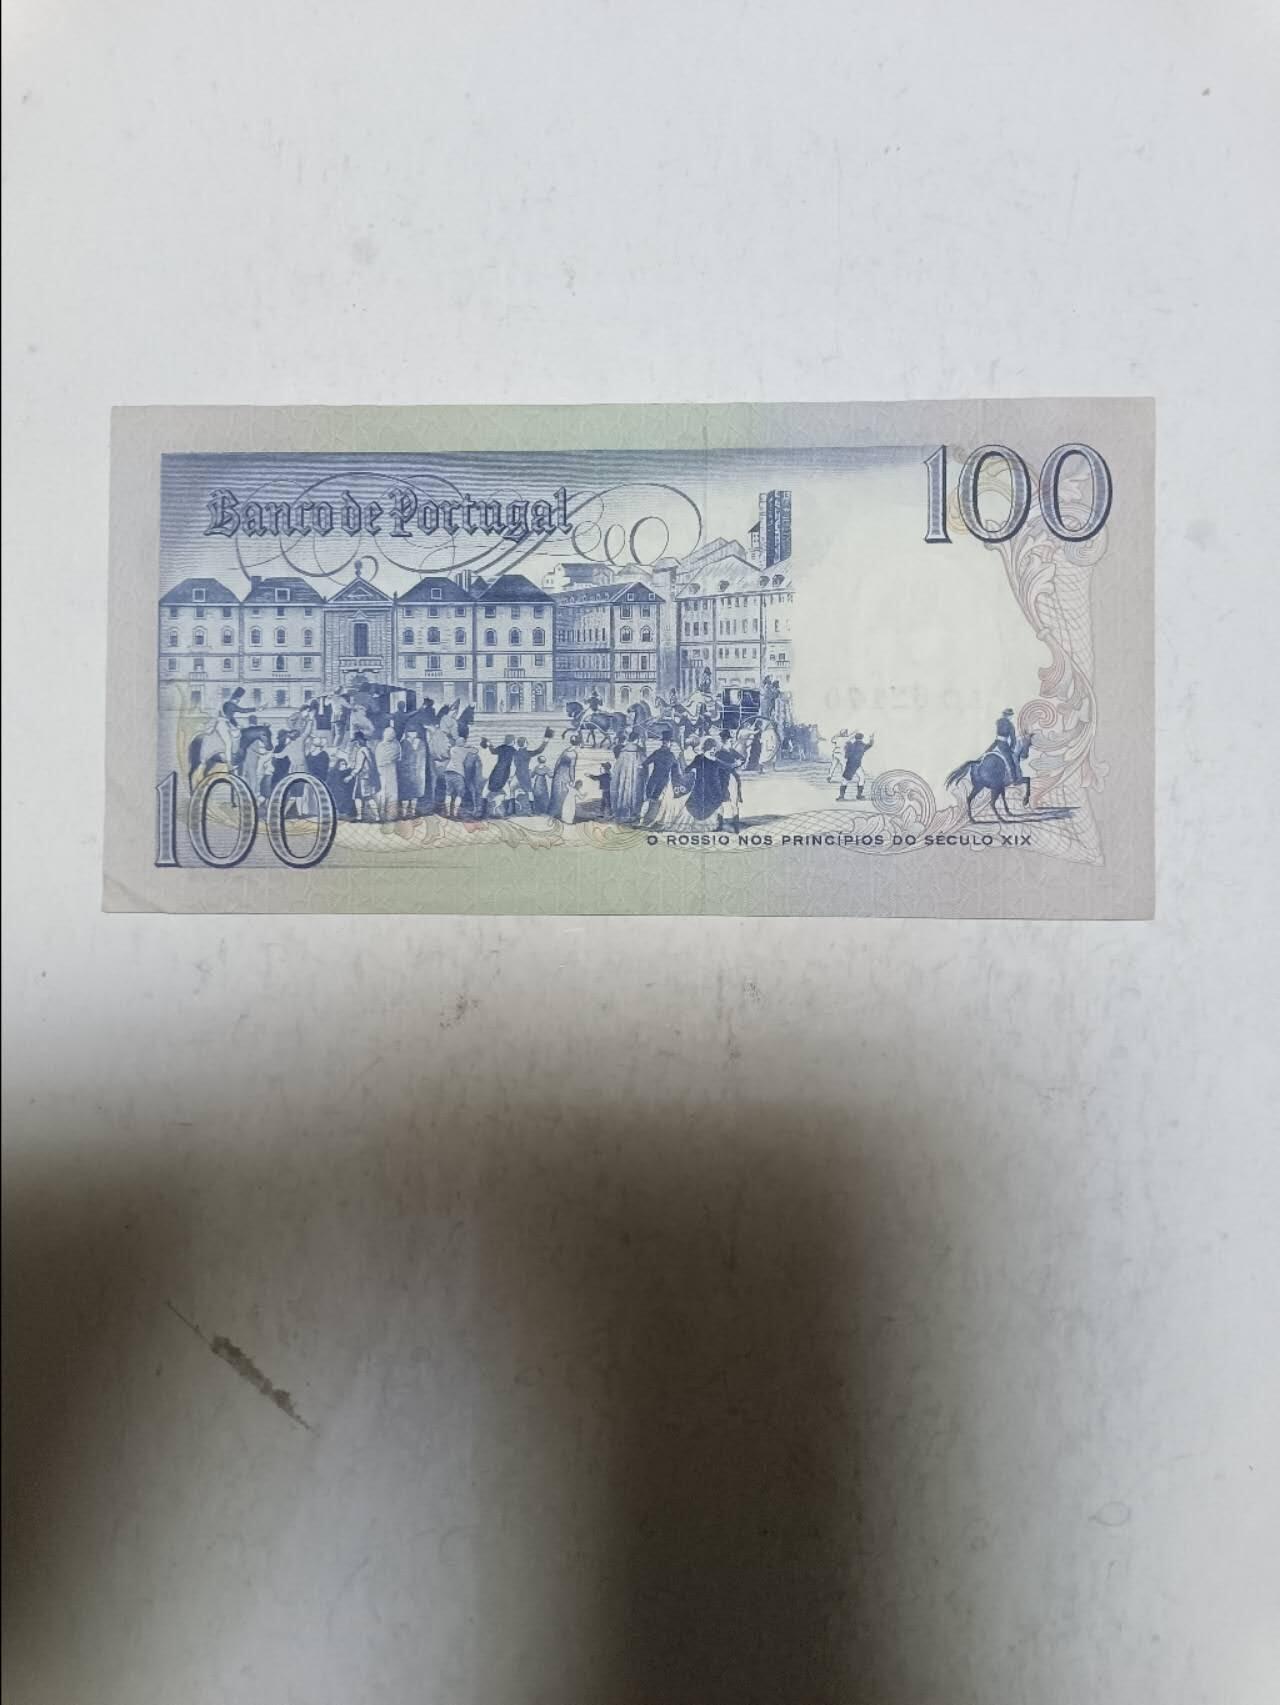 Banco de Portugal
100
100
O ROSSIO NOS PRINCÍPIOS DO SÉCULO XIX